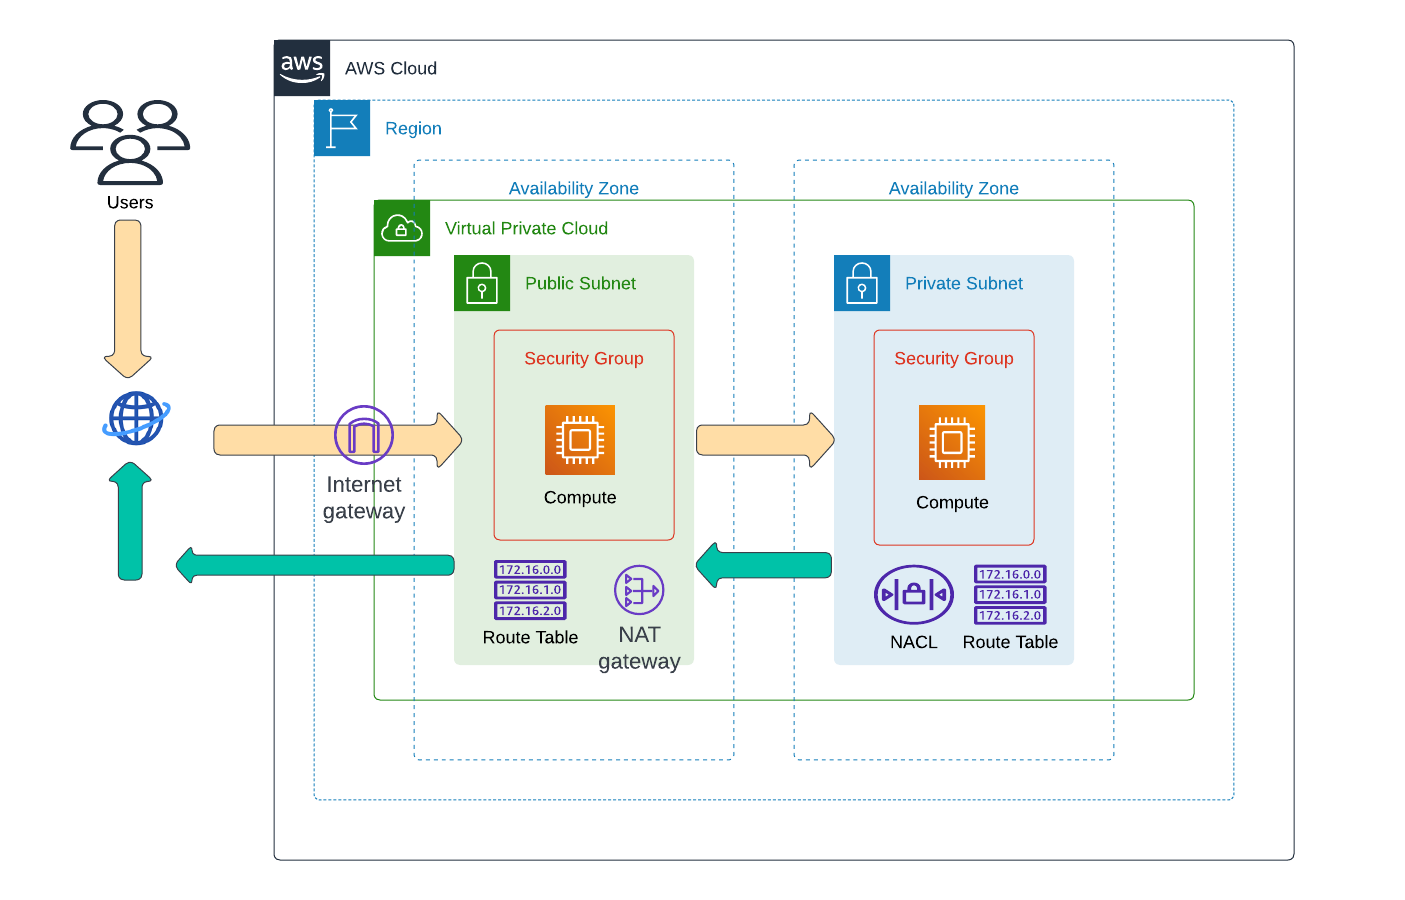 aws
AWS Cloud
Region
Users
Availability Zone
Availability Zone
Virtual Private Cloud
Public Subnet
Private Subnet
Security Group
Security Group
Compute
Compute
Internet
gateway
172.16.0.0
172.16.1.0
172.16.2.0
Route Table
NAT
gateway
NACL
172.16.0.0
172.16.1.0
172.16.2.0
Route Table